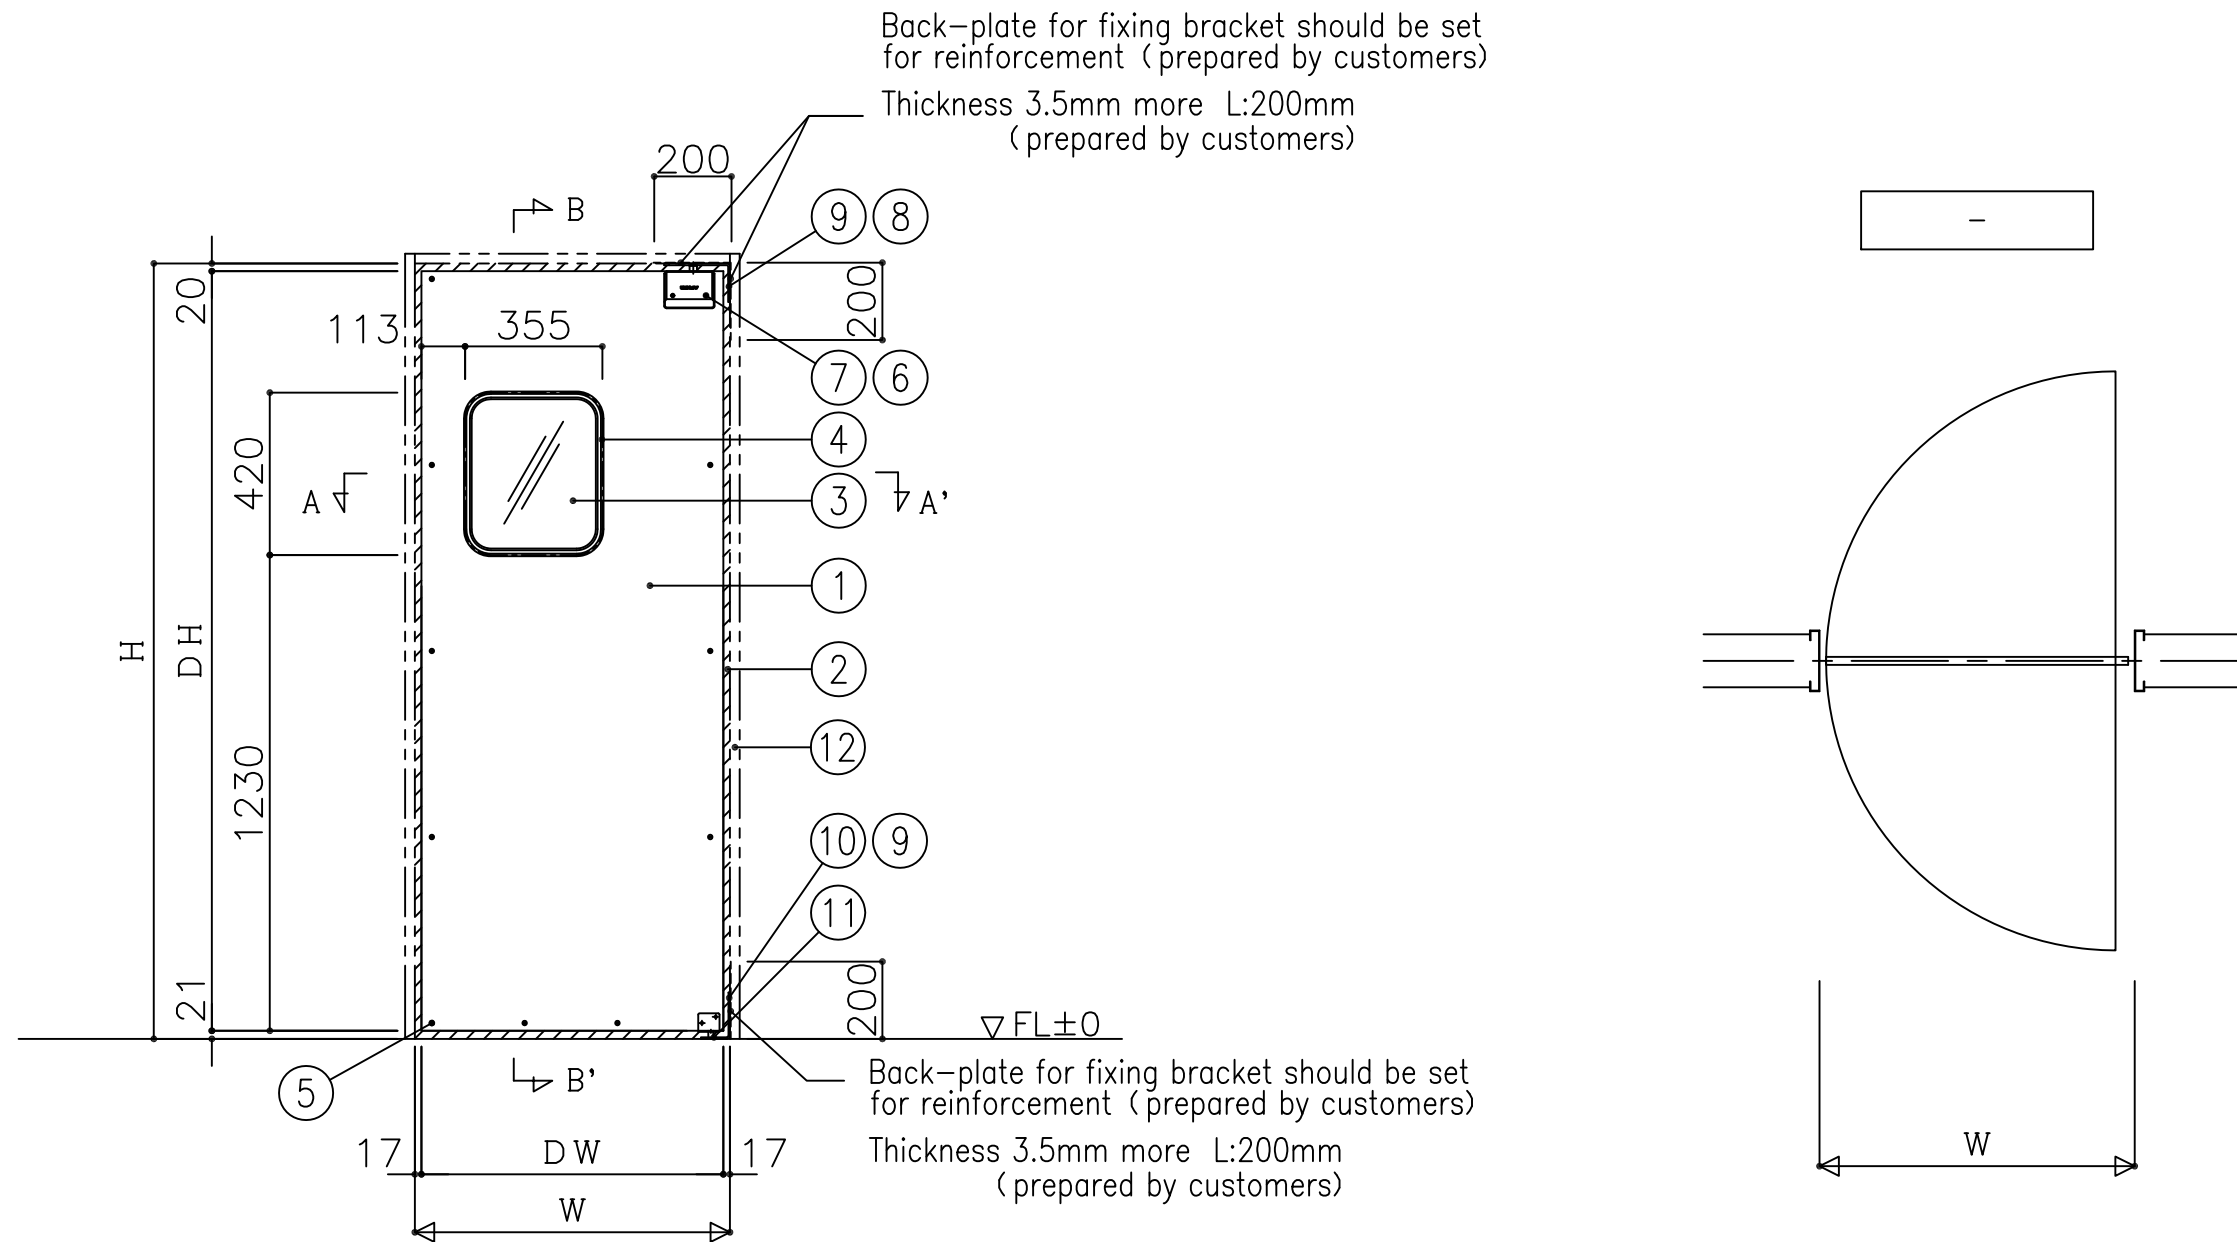 Back-plate for fixing bracket should be set
for reinforcement (prepared by customers)
Thickness 3.5mm more L:200mm
(prepared by customers)
200
B
9 8
-
20
200
113
355
7 6
4
420
A
3
A'
1
H
DH
2
12
1230
10 9
11
21
200
FL±0
B'
5
Back-plate for fixing bracket should be set
for reinforcement (prepared by customers)
Thickness 3.5mm more L:200mm
(prepared by customers)
17
DW
17
W
W